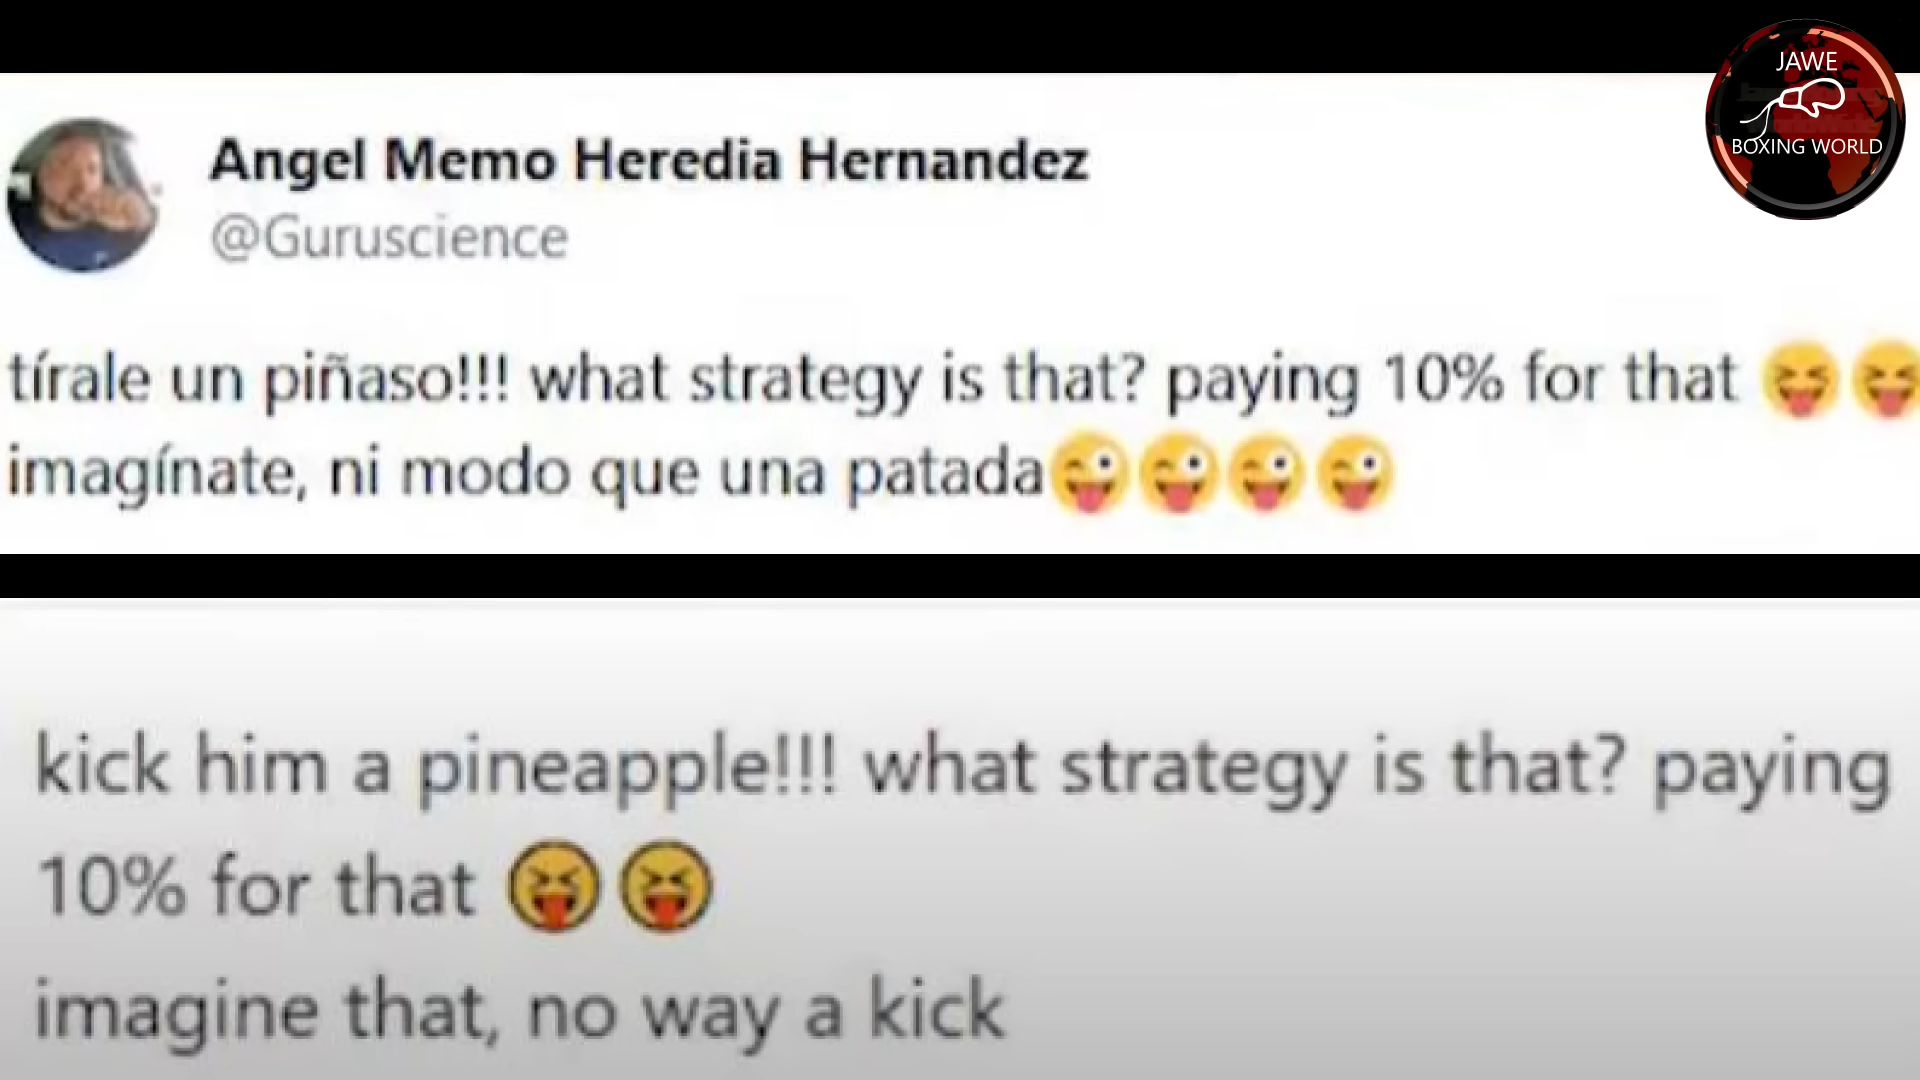 JAWE
BOXING WORLD
Angel Memo Heredia Hernandez
@Guruscience
tírale un piñaso!!! what strategy is that? paying 10% for that 😝😝
imagínate, ni modo que una patada😜😜😜😜
kick him a pineapple!!! what strategy is that? paying
10% for that 😝😝
imagine that, no way a kick